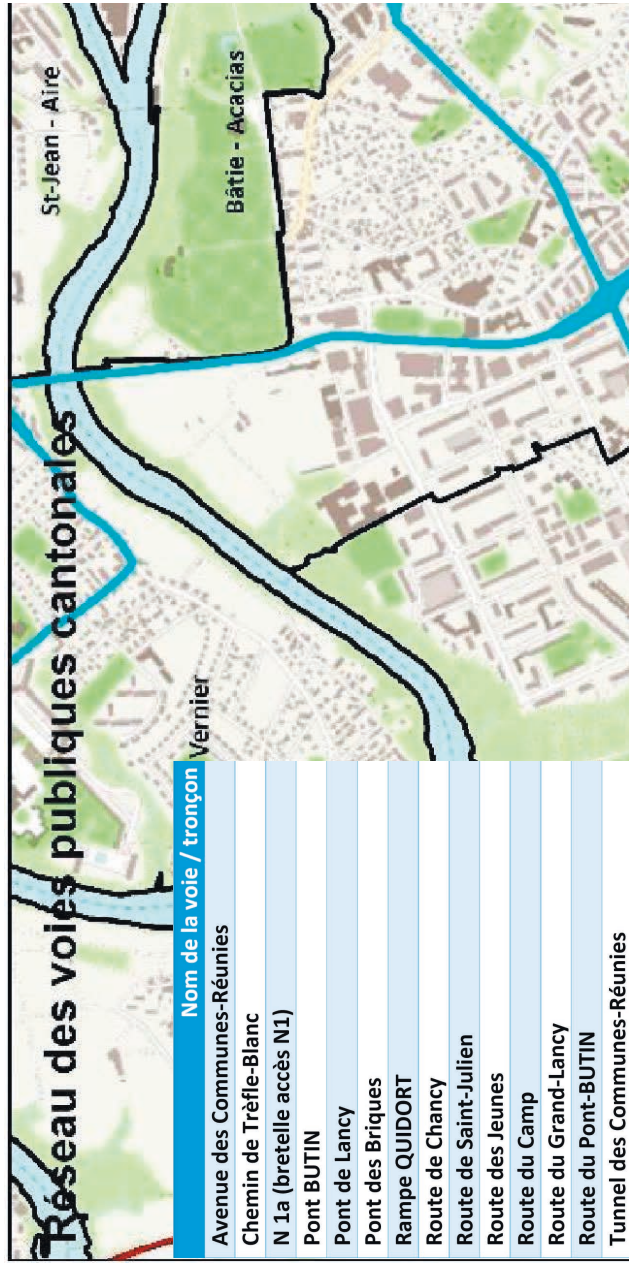 Réseau des voies publiques cantonales
St-Jean - Aire
Bâtie - Acacias
Vernier
Nom de la voie / tronçon
Avenue des Communes-Réunies
Chemin de Trèfle-Blanc
N 1a (bretelle accès N1)
Pont BUTIN
Pont de Lancy
Pont des Briques
Rampe QUIDORT
Route de Chancy
Route de Saint-Julien
Route des Jeunes
Route du Camp
Route du Grand-Lancy
Route du Pont-BUTIN
Tunnel des Communes-Réunies